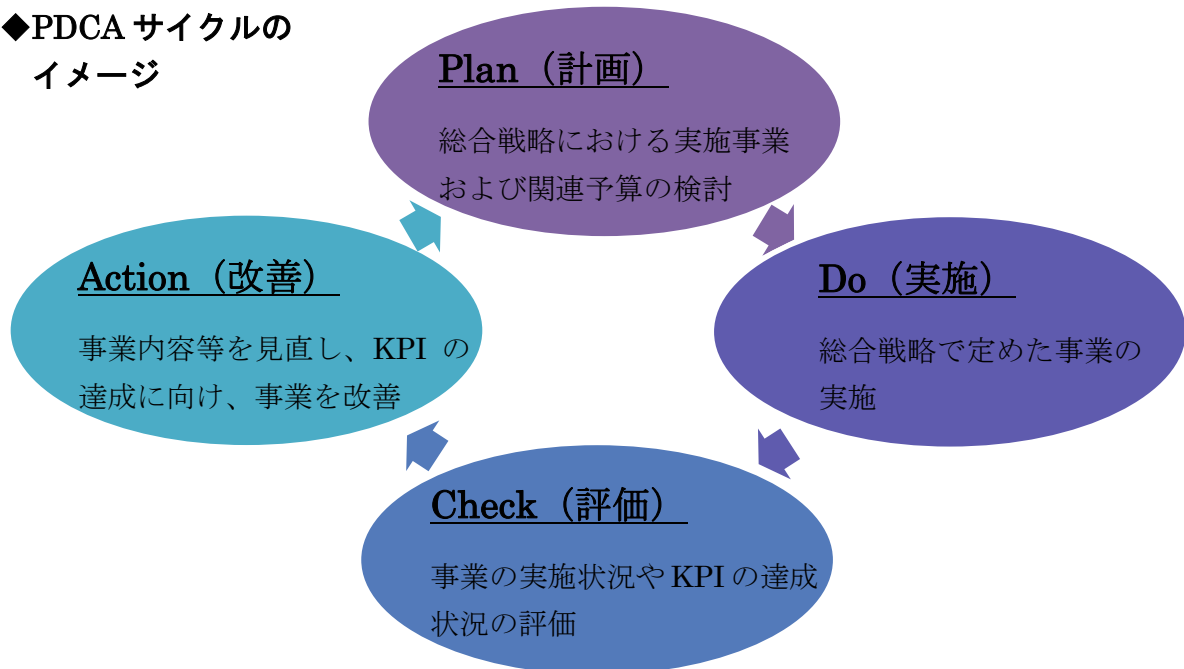 ◆PDCA サイクルの
イメージ
Plan（計画）
総合戦略における実施事業
および関連予算の検討
Do（実施）
総合戦略で定めた事業の
実施
Check（評価）
事業の実施状況や KPI の達成
状況の評価
Action（改善）
事業内容等を見直し、KPI の
達成に向け、事業を改善